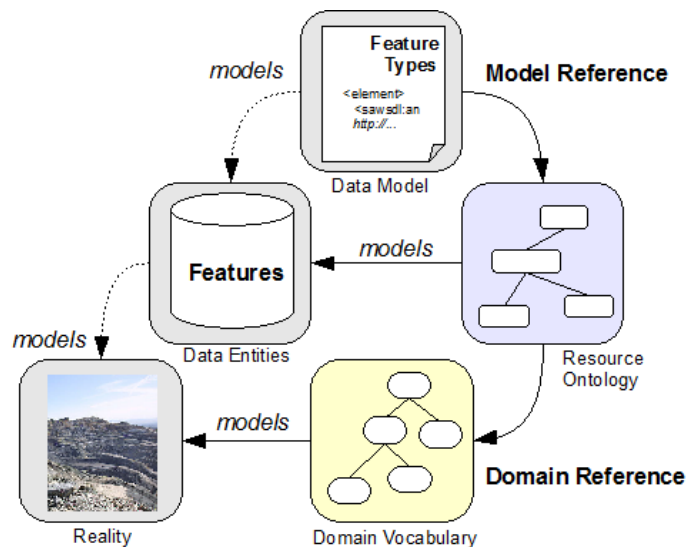 Feature
Types
<element>
<sawsdl:an
http://...
models
Model Reference
Data Model
Features
models
Data Entities
Resource
Ontology
models
models
Domain Reference
Reality
Domain Vocabulary